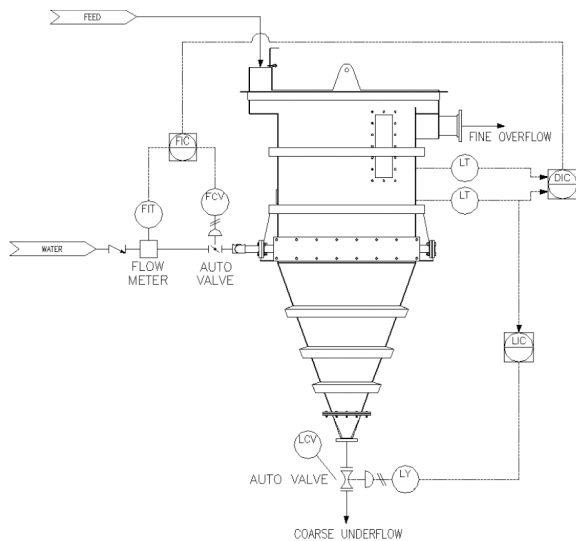 FEED
FIC
FINE OVERFLOW
LT
DIC
LT
FIT
FCV
WATER
FLOW
METER
AUTO
VALVE
LIC
LCV
AUTO VALVE
LY
COARSE UNDERFLOW